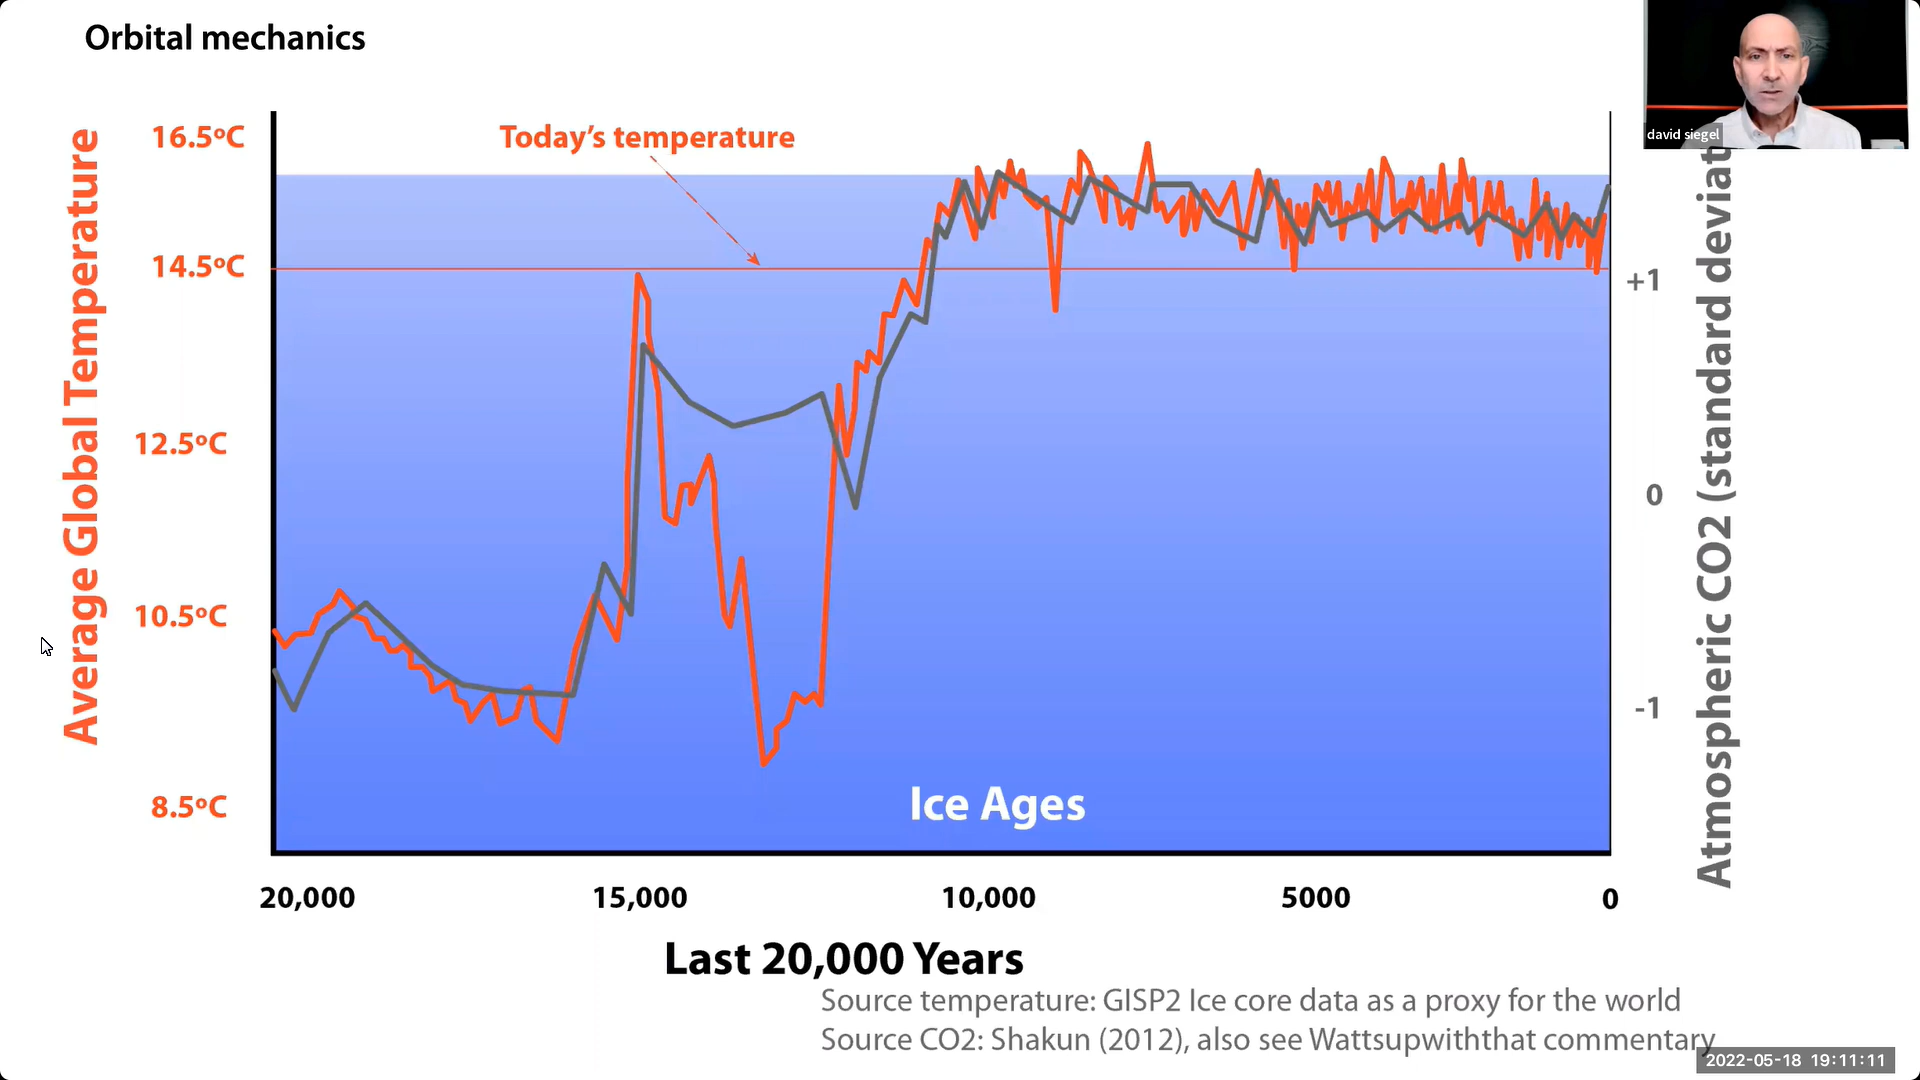 Orbital mechanics
david siegel
Average Global Temperature
16.5ºC
14.5ºC
12.5ºC
10.5ºC
8.5ºC
Today's temperature
Ice Ages
+1
0
-1
Atmospheric CO2 (standard deviat
20,000
15,000
10,000
5000
0
Last 20,000 Years
Source temperature: GISP2 Ice core data as a proxy for the world
Source CO2: Shakun (2012), also see Wattsupwiththat commentary
2022-05-18 19:11:11